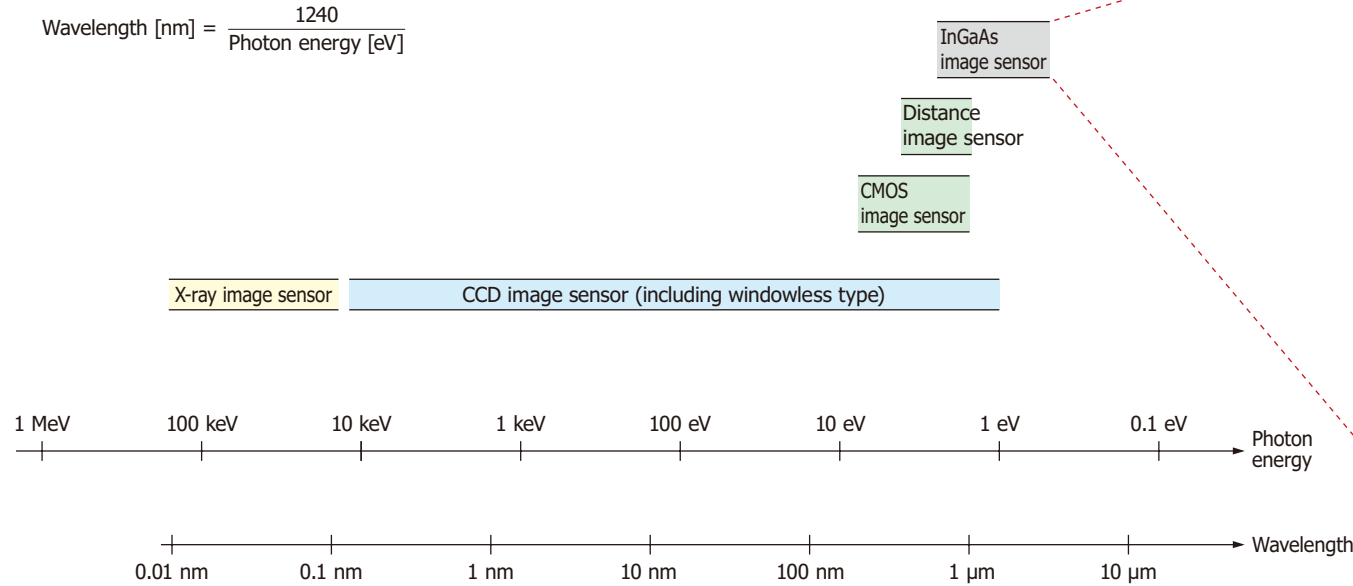 Wavelength [nm] = 1240 / Photon energy [eV]
InGaAs
image sensor
Distance
image sensor
CMOS
image sensor
X-ray image sensor
CCD image sensor (including windowless type)
1 MeV 100 keV 10 keV 1 keV 100 eV 10 eV 1 eV 0.1 eV
Photon
energy
Wavelength
0.01 nm 0.1 nm 1 nm 10 nm 100 nm 1 µm 10 µm